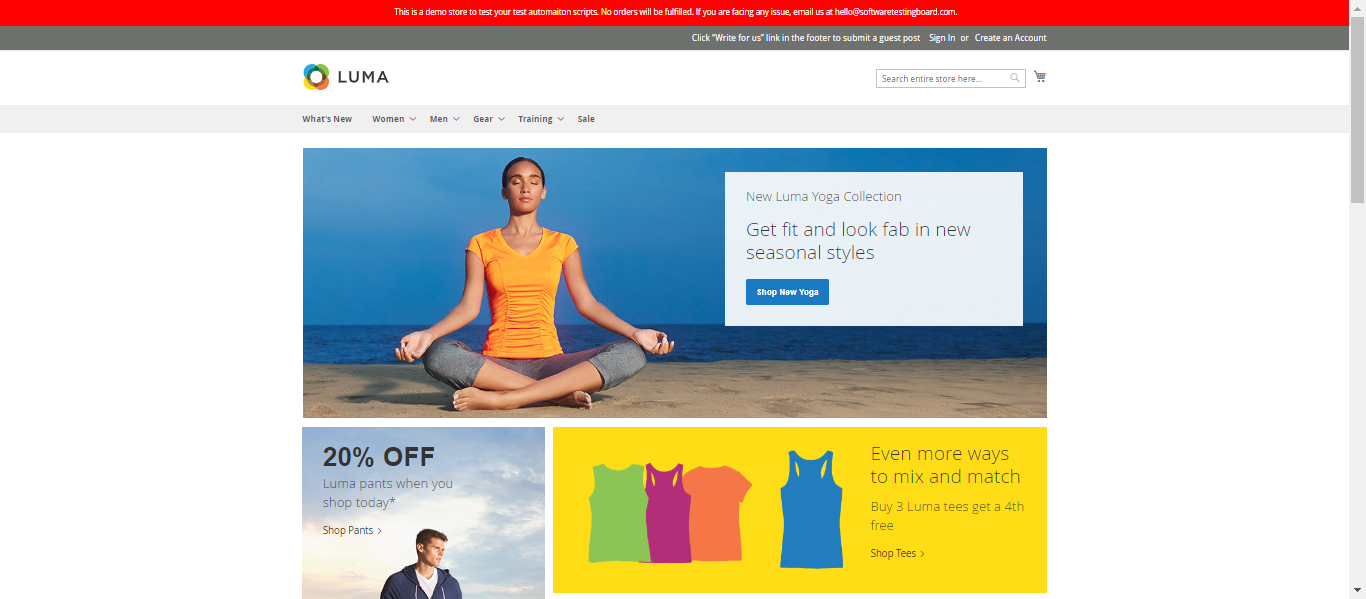 This is a demo store to test your test automaiton scripts. No orders will be fulfilled. If you are facing any issue, email us at hello@softwaretestingboard.com.
Click "Write for us" link in the footer to submit a guest post Sign In or Create an Account
LUMA
Search entire store here...
What's New Women Men Gear Training Sale
New Luma Yoga Collection
Get fit and look fab in new
seasonal styles
Shop New Yoga
20% OFF
Luma pants when you
shop today*
Shop Pants
Even more ways
to mix and match
Buy 3 Luma tees get a 4th
free
Shop Tees